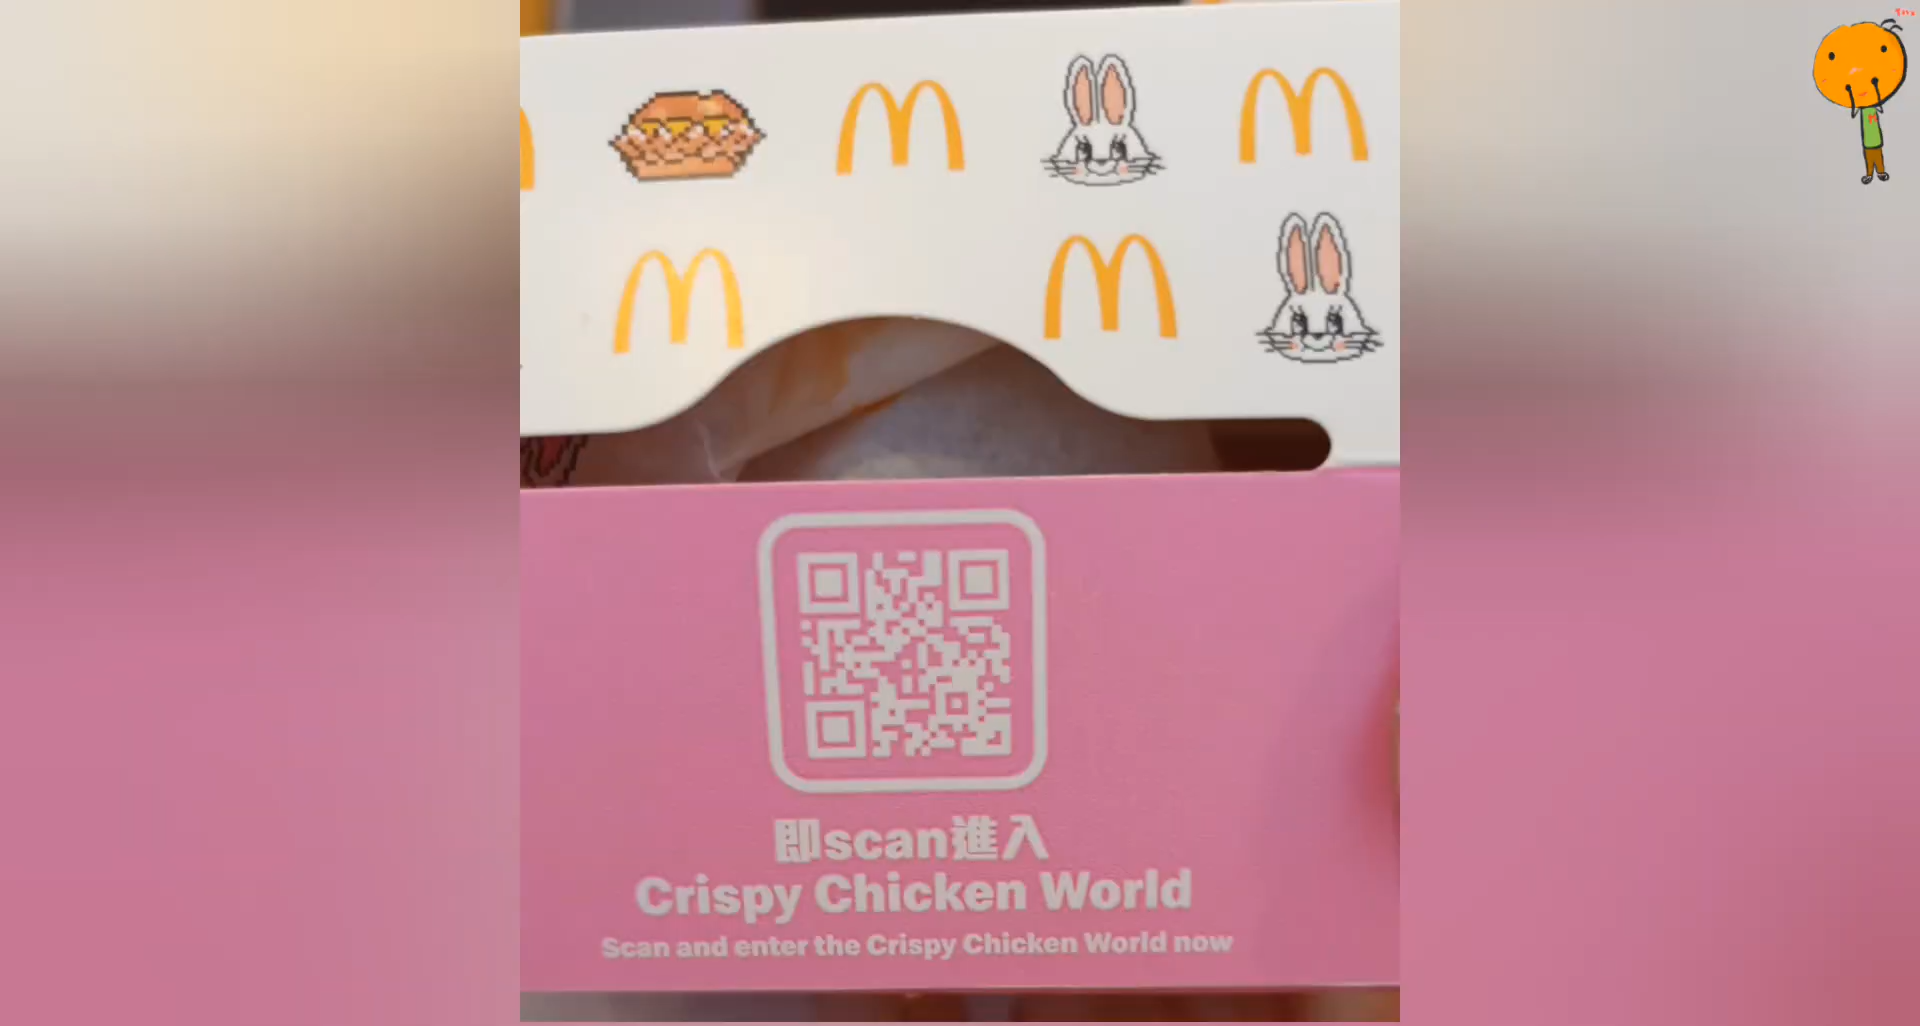 即scan進入
Crispy Chicken World
Scan and enter the Crispy Chicken World now